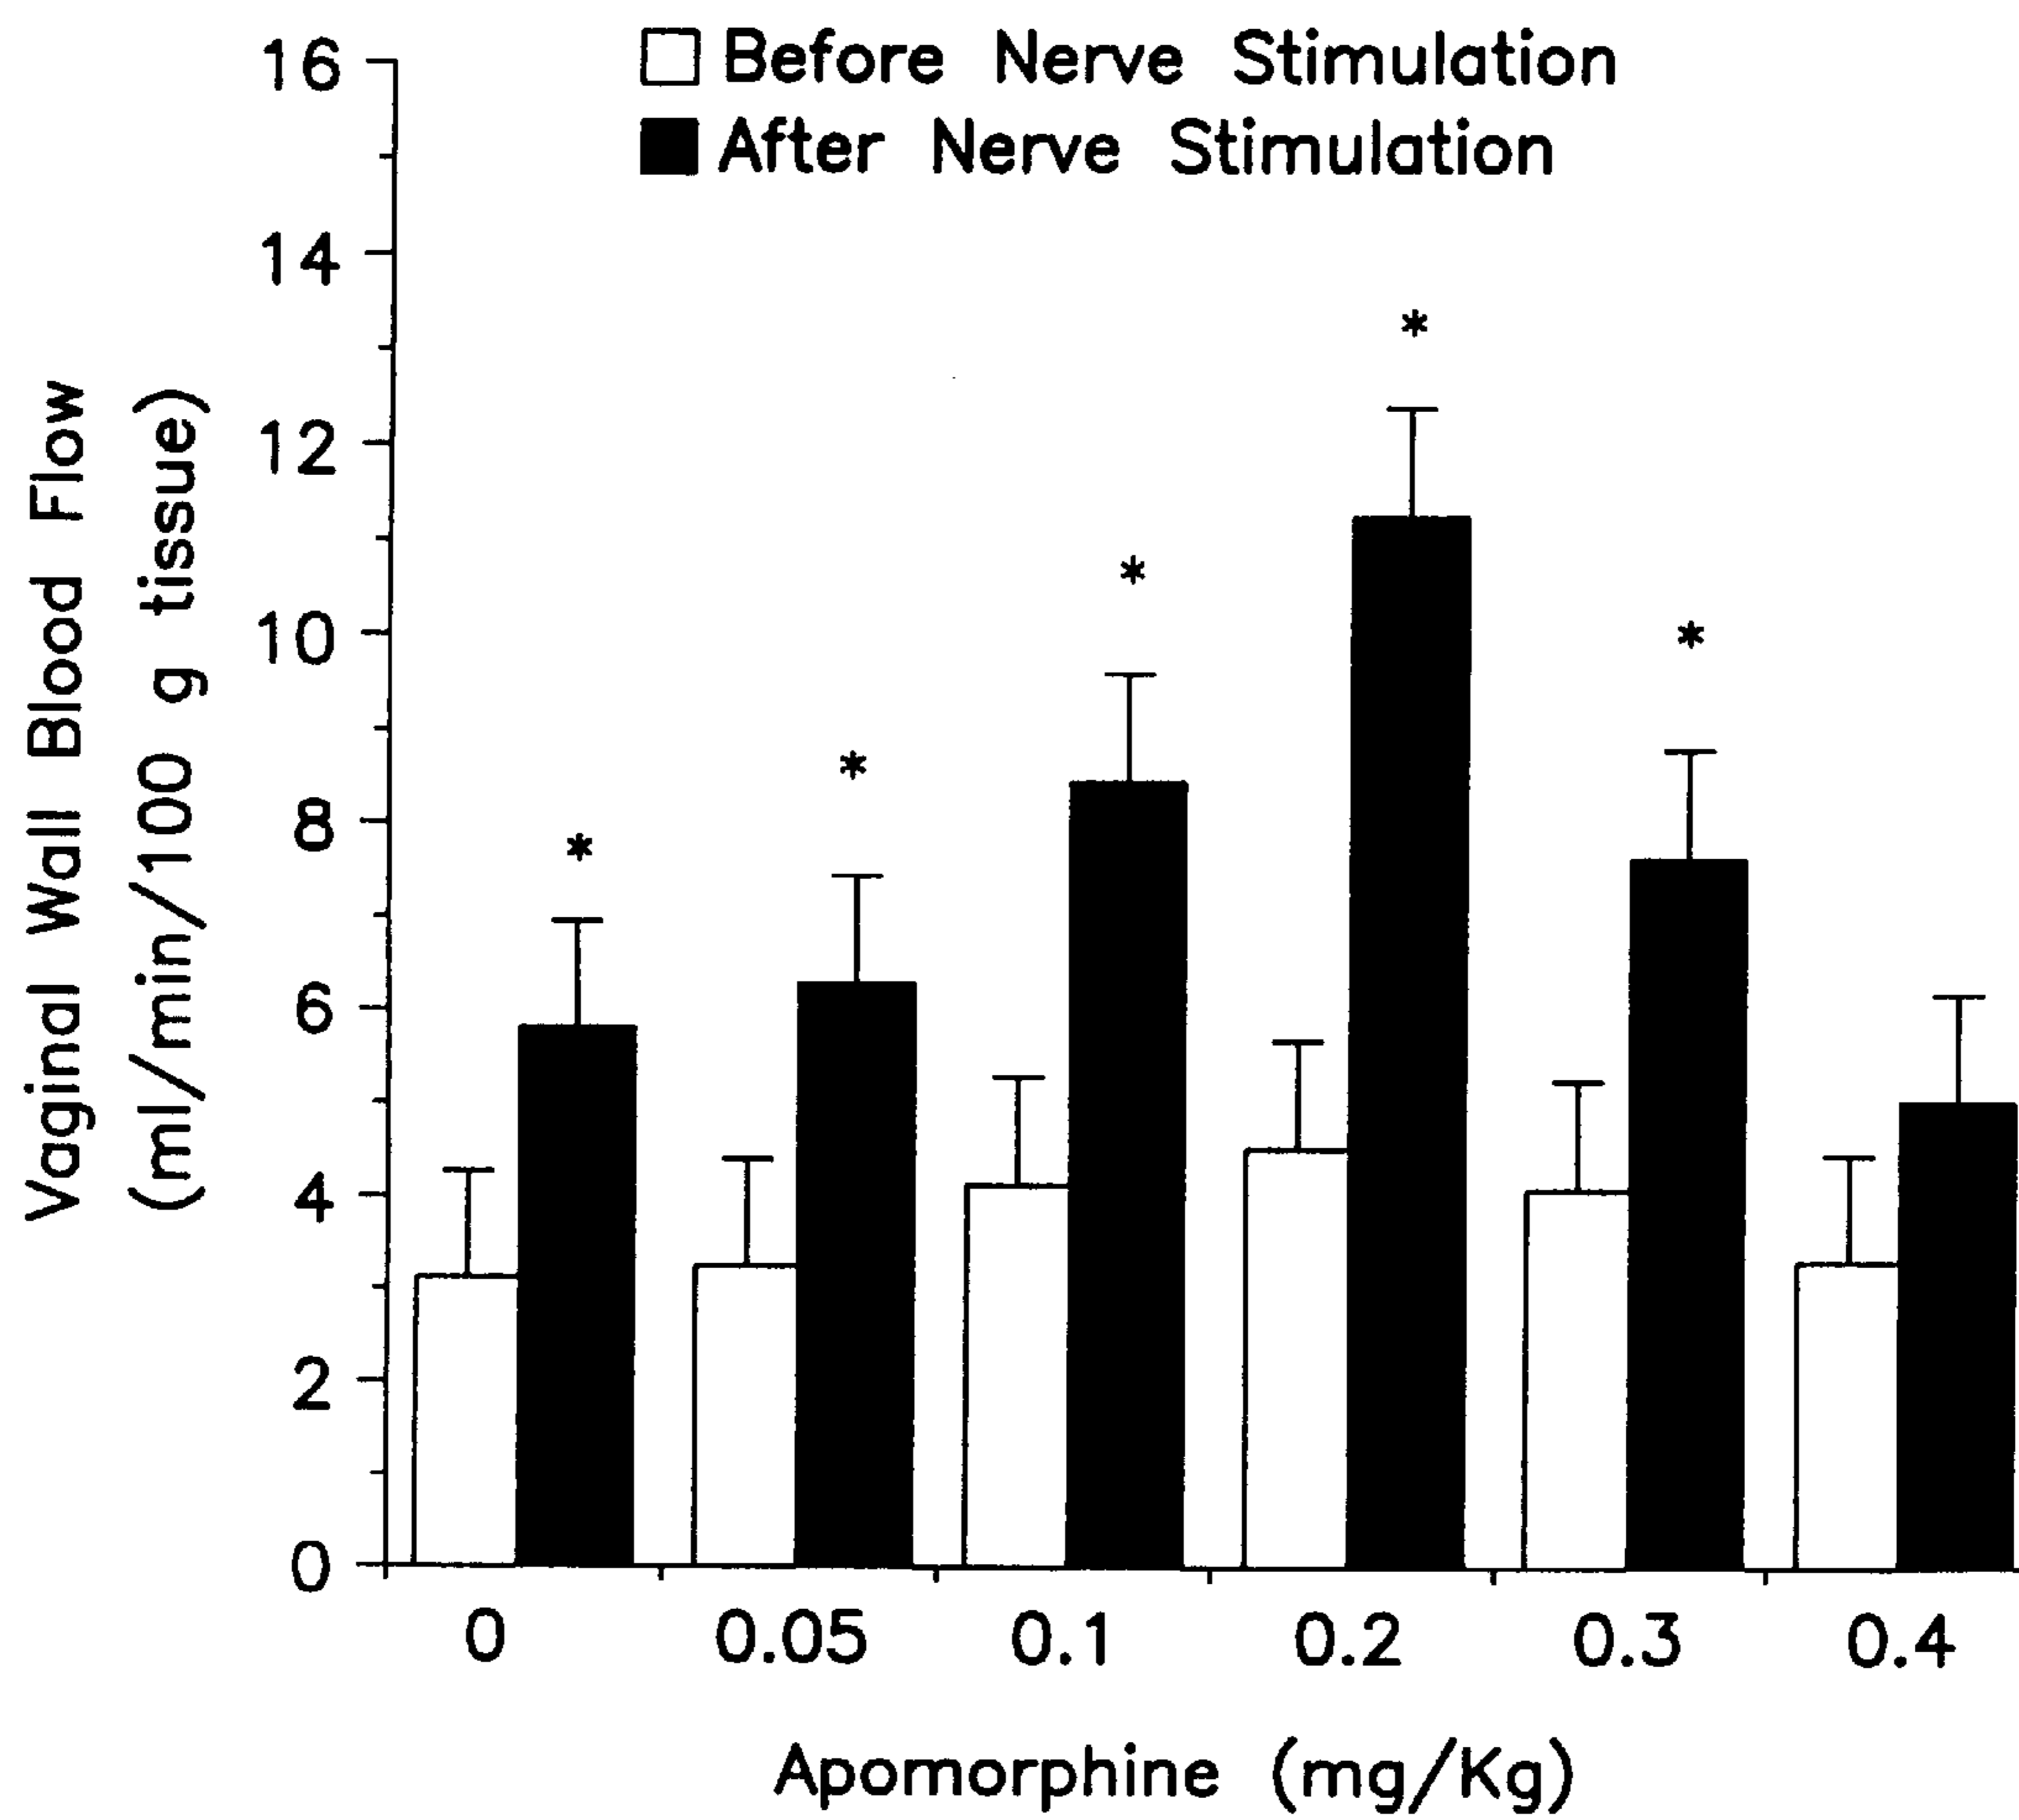 Before Nerve Stimulation
After Nerve Stimulation
Vaginal Wall Blood Flow
(ml/min/100 g tissue)
16
14
12
10
8
6
4
2
0
*
*
*
*
*
0 0.05 0.1 0.2 0.3 0.4
Apomorphine (mg/Kg)